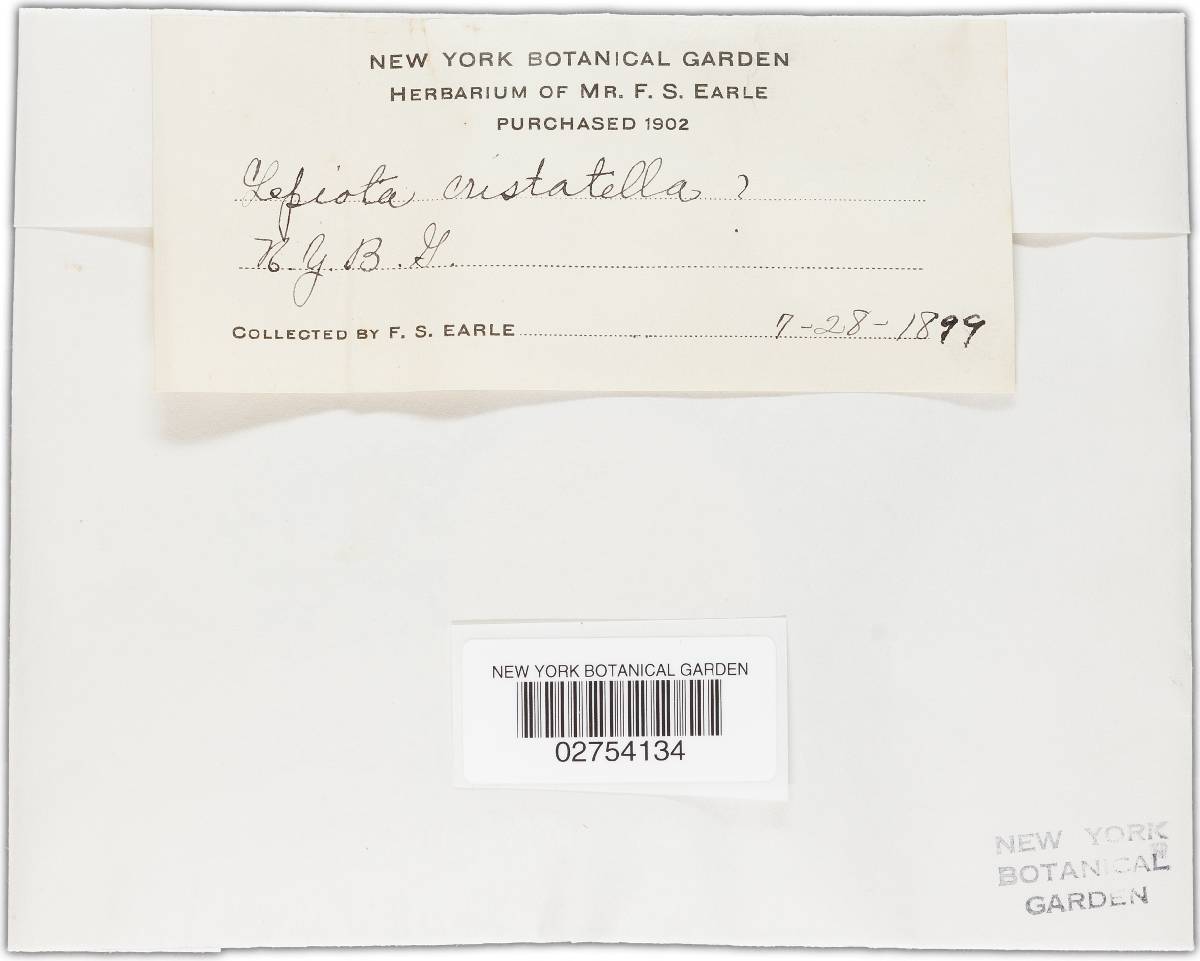 NEW YORK BOTANICAL GARDEN
HERBARIUM OF MR. F. S. EARLE
PURCHASED 1902
Lepiota cristatella ?
N.Y.B.G.
COLLECTED BY F. S. EARLE 7-28-1899
NEW YORK BOTANICAL GARDEN
02754134
NEW YORK
BOTANICAL
GARDEN